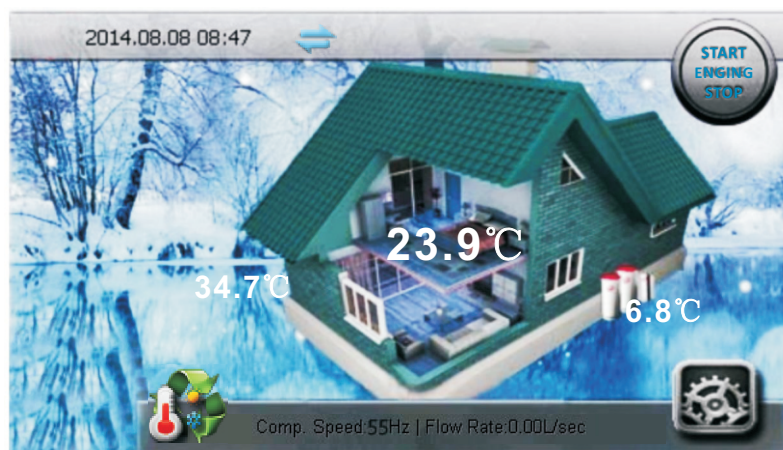 2014.08.08 08:47
START
ENGING
STOP
23.9℃
34.7℃
6.8℃
Comp. Speed:55Hz | Flow Rate:0.00L/sec